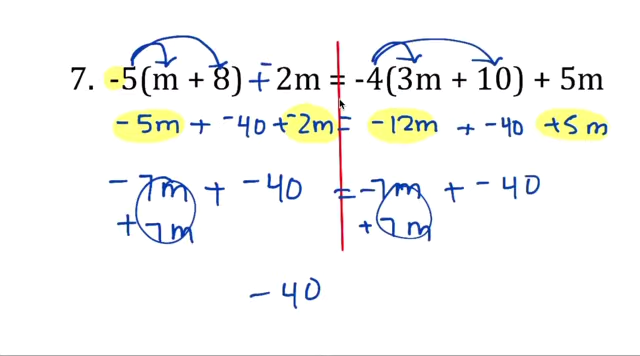 7. -5(m + 8) + - 2m = -4(3m + 10) + 5m
-5m + -40 + -2m = -12m + -40 +5m
-7m + -40 = -7m + -40
+7m +7m
-40